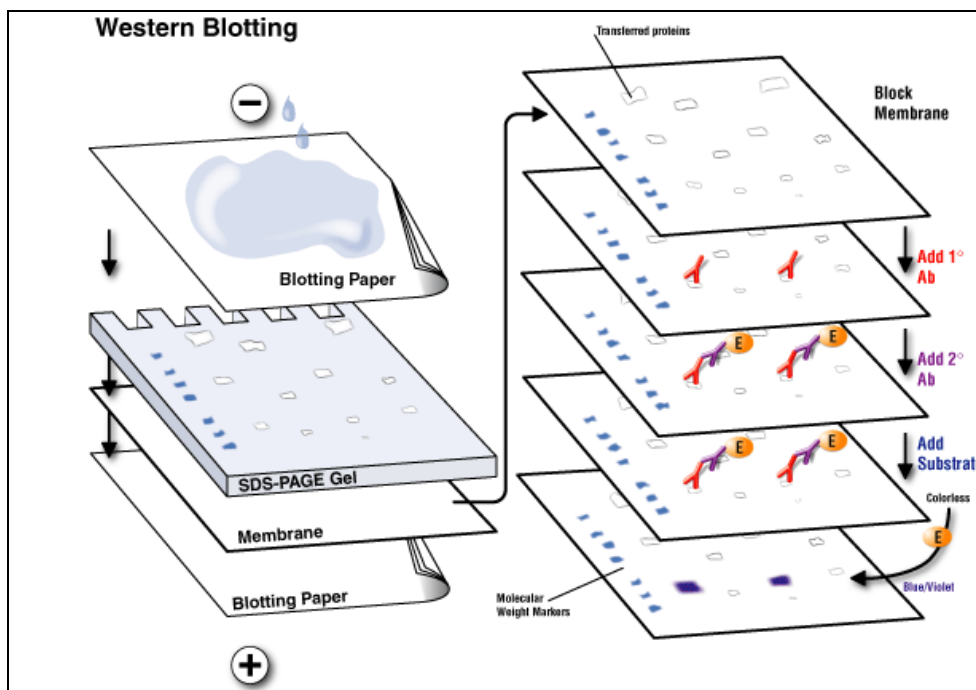 Western Blotting
−
Blotting Paper
SDS-PAGE Gel
Membrane
Blotting Paper
+
Transferred proteins
Block
Membrane
Add 1°
Ab
E
E
Add 2°
Ab
E
E
Add
Substrat
Colorless
E
Blue/Violet
Molecular
Weight Markers